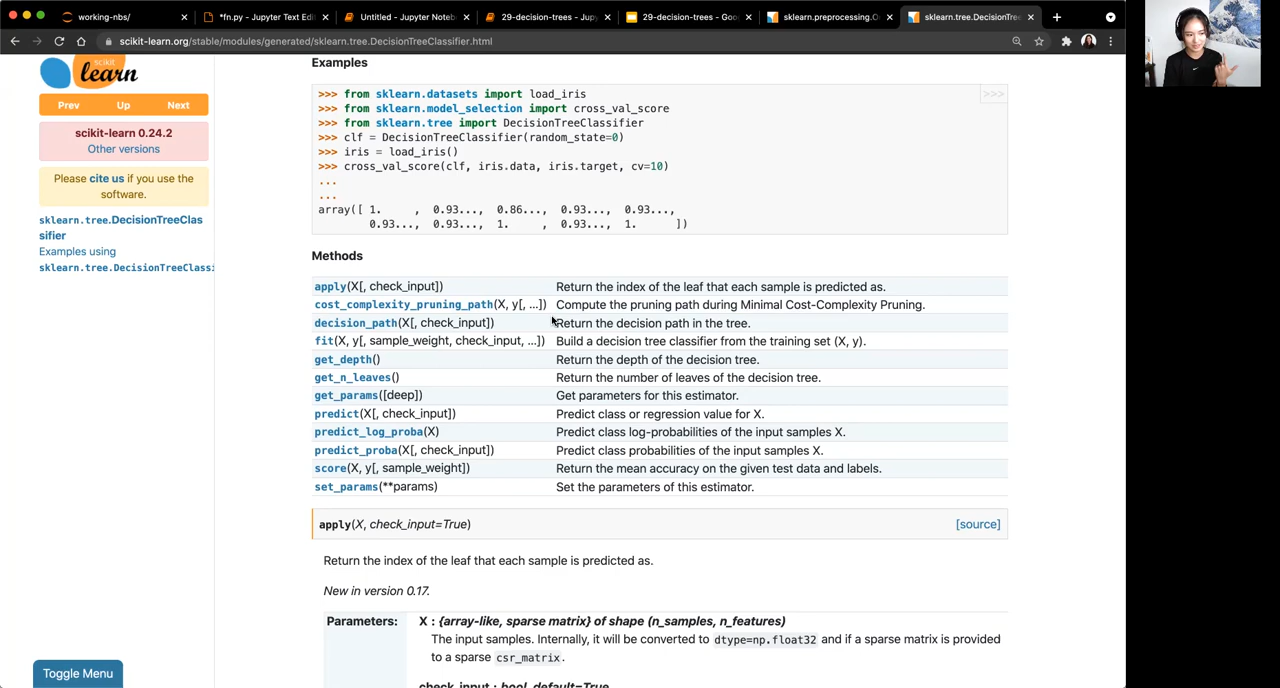 working-nbs/
*fn.py - Jupyter Text Edi
Untitled - Jupyter Noteb
29-decision-trees - Jup
29-decision-trees - Goo
sklearn.preprocessing.O
sklearn.tree.DecisionTre
scikit-learn.org/stable/modules/generated/sklearn.tree.DecisionTreeClassifier.html
scikit
learn
Prev Up Next
scikit-learn 0.24.2
Other versions
Please cite us if you use the
software.
sklearn.tree.DecisionTreeClas
sifier
Examples using
sklearn.tree.DecisionTreeClassi
Toggle Menu
Examples
>>>
>>> from sklearn.datasets import load_iris
>>> from sklearn.model_selection import cross_val_score
>>> from sklearn.tree import DecisionTreeClassifier
>>> clf = DecisionTreeClassifier(random_state=0)
>>> iris = load_iris()
>>> cross_val_score(clf, iris.data, iris.target, cv=10)
...
...
array([ 1. , 0.93..., 0.86..., 0.93..., 0.93...,
0.93..., 0.93..., 1. , 0.93..., 1. ])
Methods
apply(X[, check_input]) Return the index of the leaf that each sample is predicted as.
cost_complexity_pruning_path(X, y[, ...]) Compute the pruning path during Minimal Cost-Complexity Pruning.
decision_path(X[, check_input]) Return the decision path in the tree.
fit(X, y[, sample_weight, check_input, ...]) Build a decision tree classifier from the training set (X, y).
get_depth() Return the depth of the decision tree.
get_n_leaves() Return the number of leaves of the decision tree.
get_params([deep]) Get parameters for this estimator.
predict(X[, check_input]) Predict class or regression value for X.
predict_log_proba(X) Predict class log-probabilities of the input samples X.
predict_proba(X[, check_input]) Predict class probabilities of the input samples X.
score(X, y[, sample_weight]) Return the mean accuracy on the given test data and labels.
set_params(**params) Set the parameters of this estimator.
apply(X, check_input=True) [source]
Return the index of the leaf that each sample is predicted as.
New in version 0.17.
Parameters: X : {array-like, sparse matrix} of shape (n_samples, n_features)
The input samples. Internally, it will be converted to dtype=np.float32 and if a sparse matrix is provided
to a sparse csr_matrix.
check_input : bool, default=True